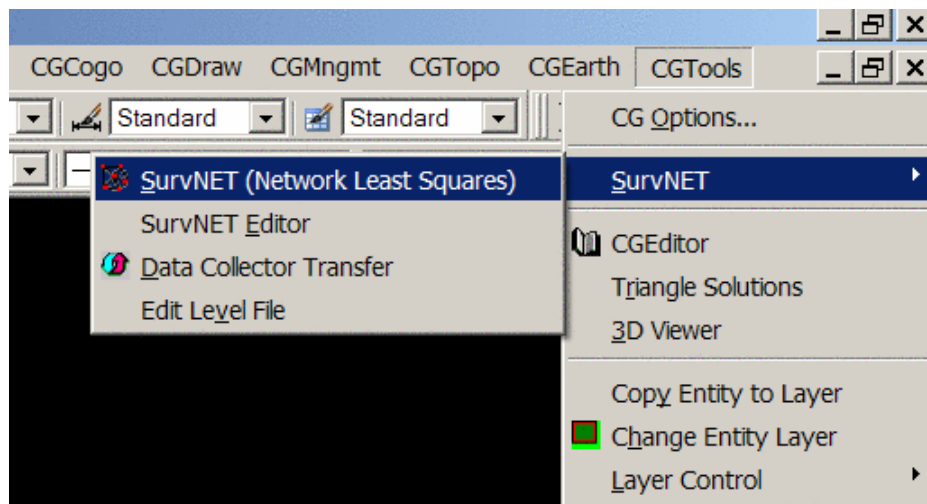 CGCogo CGDraw CGMngmt CGTopo CGEarth CGTools
Standard Standard
CG Options...
SurvNET
SurvNET (Network Least Squares)
SurvNET Editor
Data Collector Transfer
Edit Level File
CGEditor
Triangle Solutions
3D Viewer
Copy Entity to Layer
Change Entity Layer
Layer Control